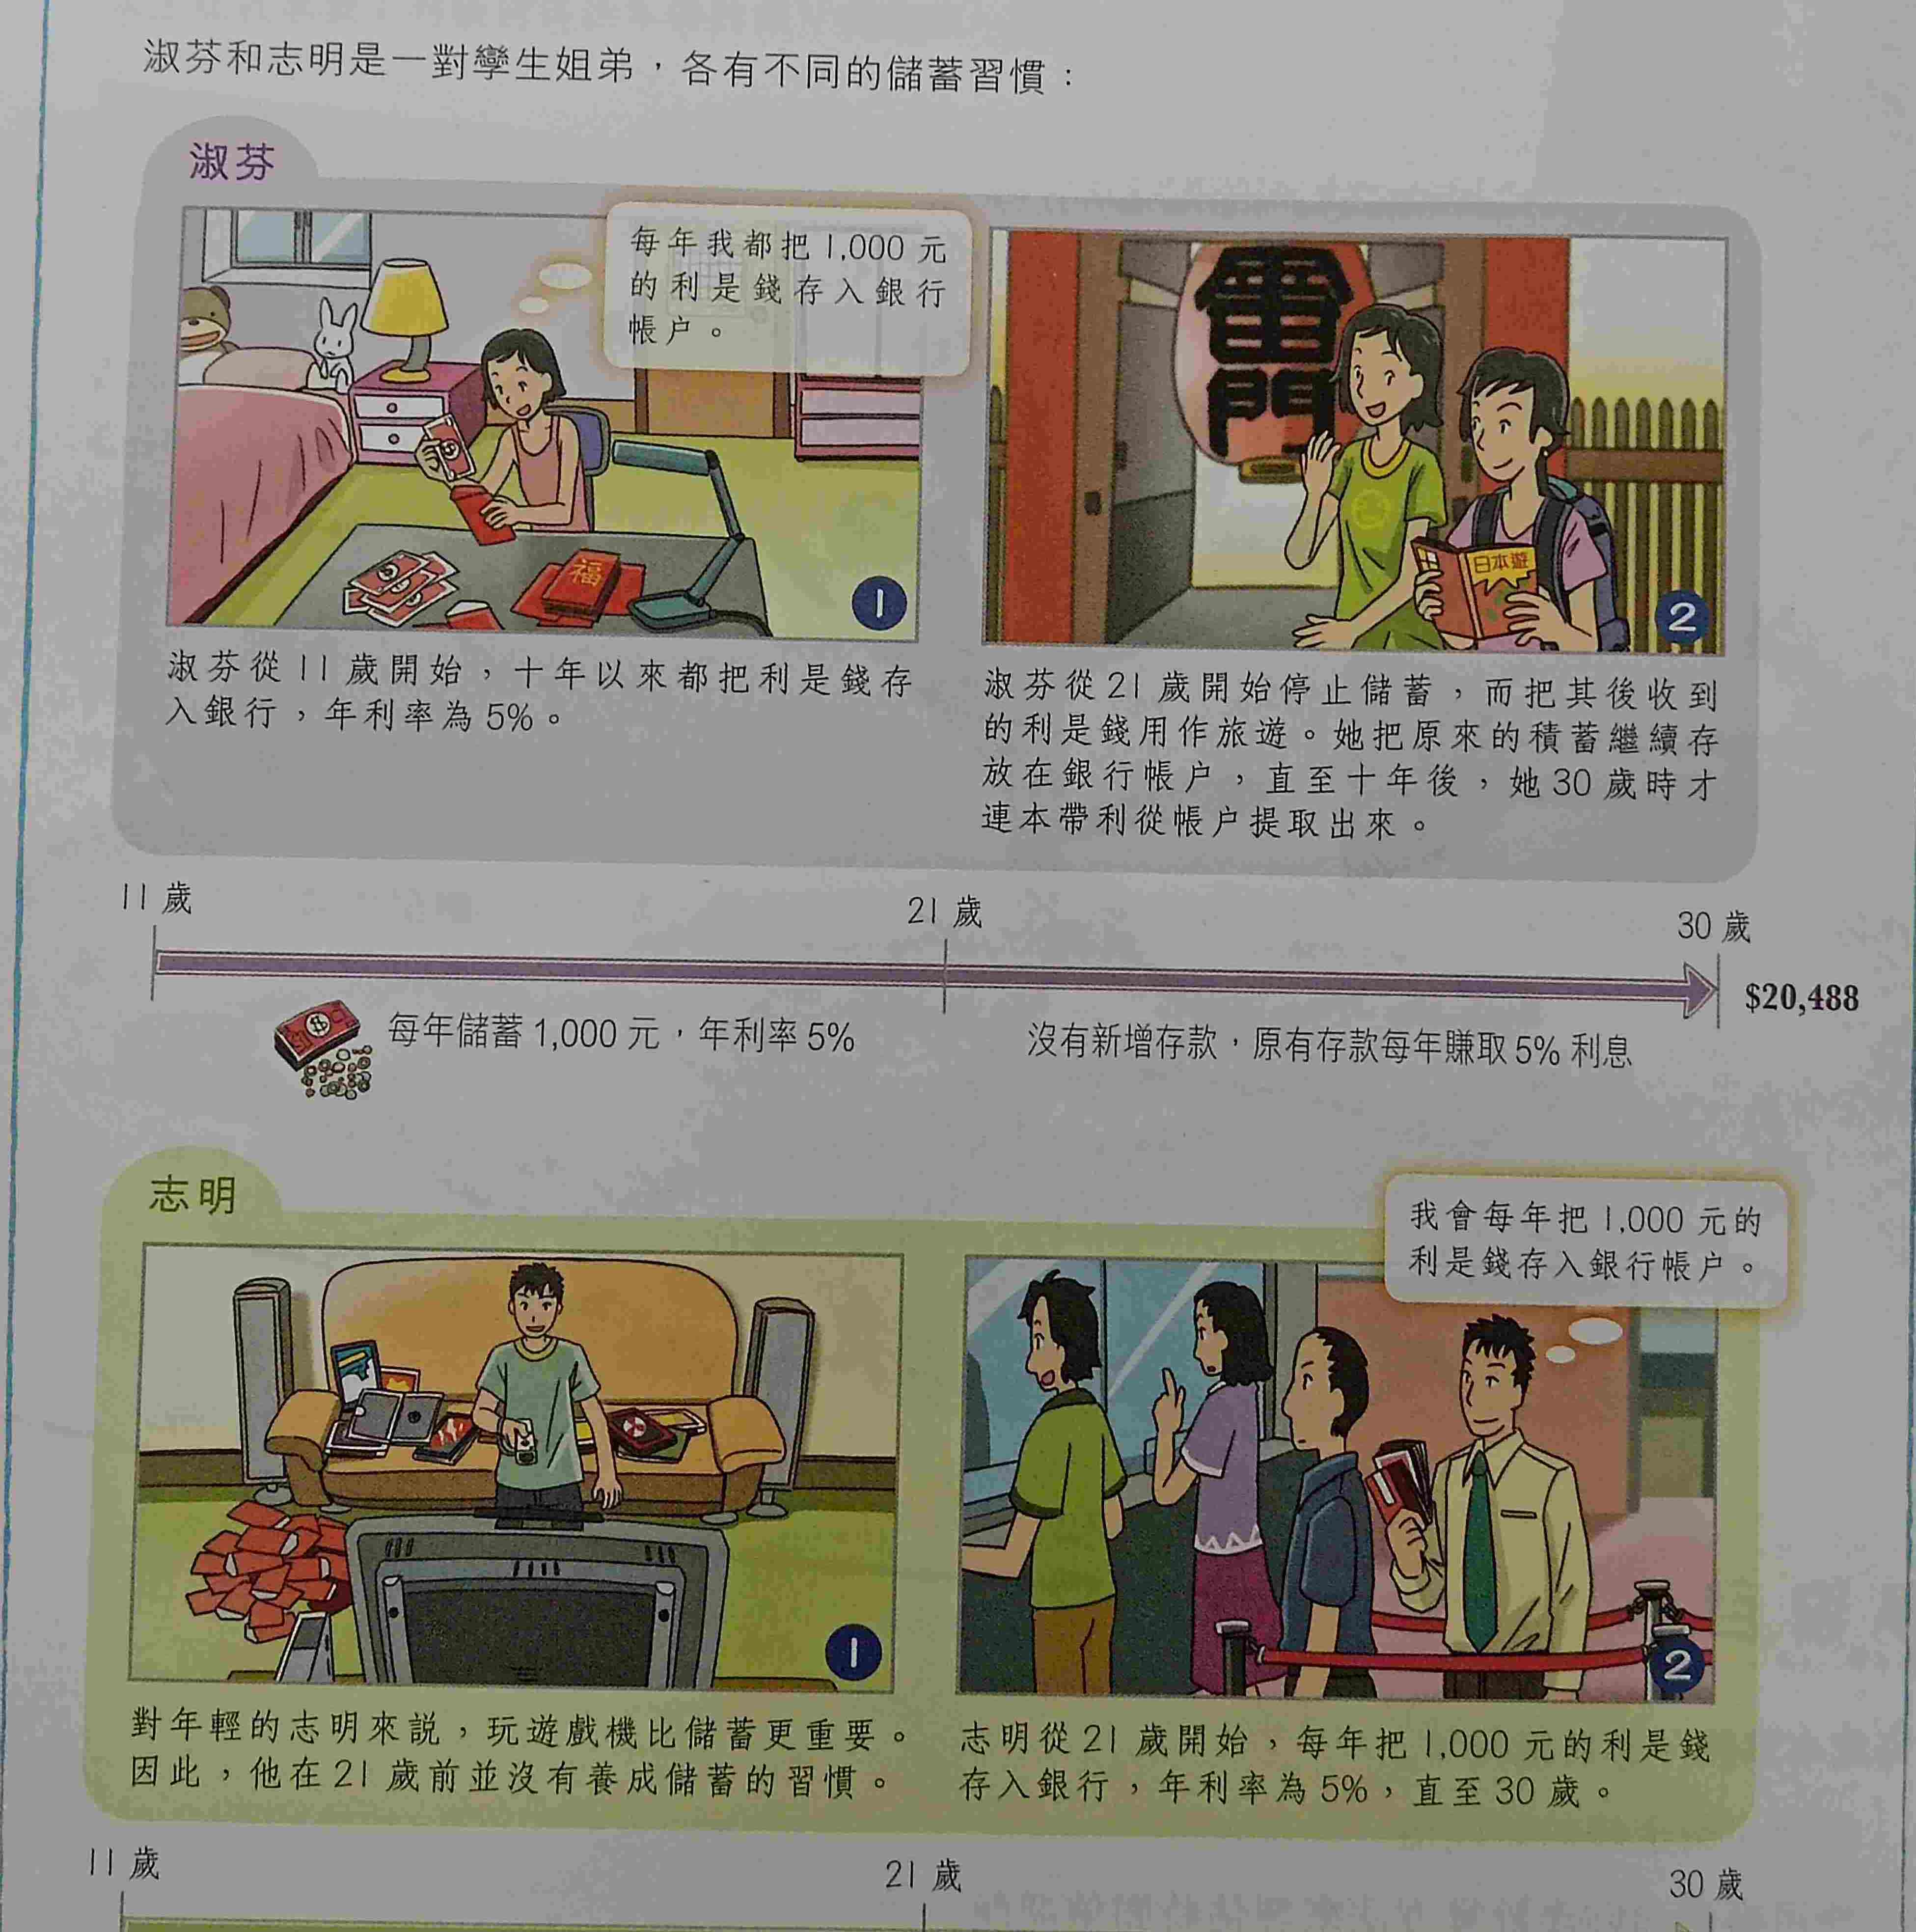 淑芬和志明是一對孿生姐弟，各有不同的儲蓄習慣：
淑芬
每年我都把 1,000 元
的利是錢存入銀行
帳户。
福
1
雷門
日本遊
2
淑芬從 11 歲開始，十年以來都把利是錢存
入銀行，年利率為 5%。
淑芬從 21 歲開始停止儲蓄，而把其後收到
的利是錢用作旅遊。她把原來的積蓄繼續存
放在銀行帳户，直至十年後，她 30 歲時才
連本帶利從帳户提取出來。
11 歲
21 歲
30 歲
$20,488
每年儲蓄 1,000 元，年利率 5%
沒有新增存款，原有存款每年賺取 5% 利息
志明
我會每年把 1,000 元的
利是錢存入銀行帳户。
1
2
對年輕的志明來説，玩遊戲機比儲蓄更重要。
因此，他在 21 歲前並沒有養成儲蓄的習慣。
志明從 21 歲開始，每年把 1,000 元的利是錢
存入銀行，年利率為 5%，直至 30 歲。
11 歲
21 歲
30 歲